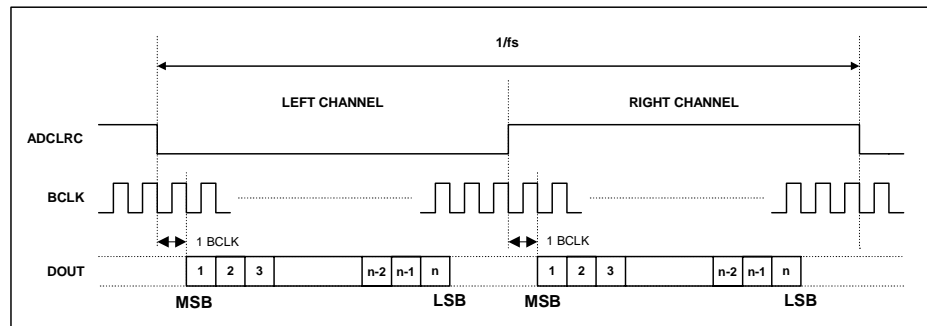 1/fs
LEFT CHANNEL RIGHT CHANNEL
ADCLRC
BCLK
1 BCLK 1 BCLK
DOUT 1 2 3 n-2 n-1 n 1 2 3 n-2 n-1 n
MSB LSB MSB LSB